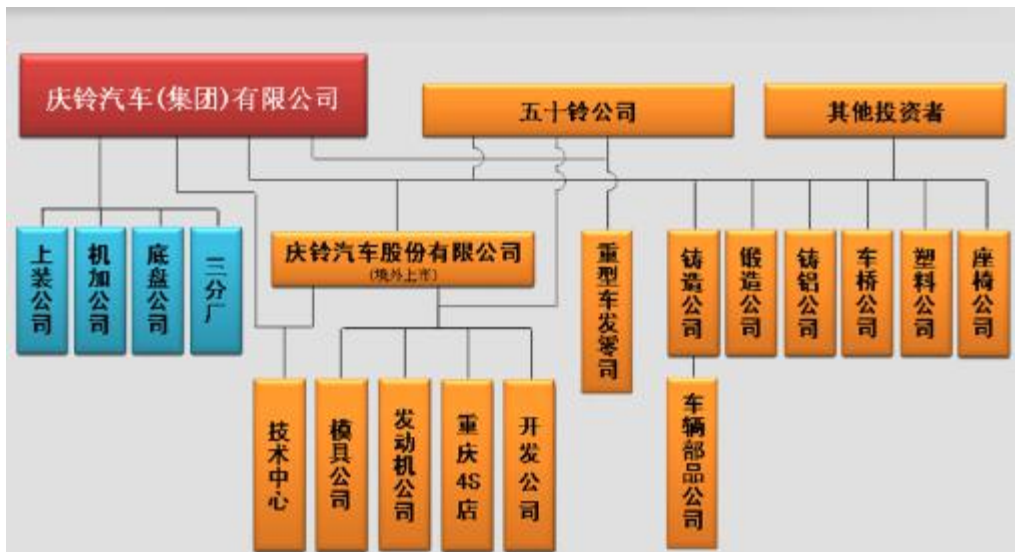 庆铃汽车(集团)有限公司
五十铃公司
其他投资者
上装公司
机加公司
底盘公司
三分厂
庆铃汽车股份有限公司
(境外上市)
重型车发零司
铸造公司
锻造公司
铸铝公司
车桥公司
塑料公司
座椅公司
技术中心
模具公司
发动机公司
重庆4S店
开发公司
车辆部品公司